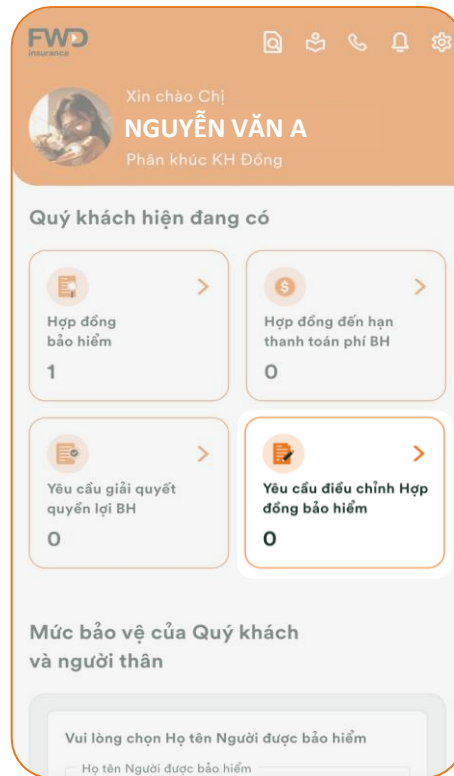 FWD
insurance
Xin chào Chị
NGUYỄN VĂN A
Phân khúc KH Đồng
Quý khách hiện đang có
Hợp đồng
bảo hiểm
1
$
Hợp đồng đến hạn
thanh toán phí BH
0
Yêu cầu giải quyết
quyền lợi BH
0
Yêu cầu điều chỉnh Hợp
đồng bảo hiểm
0
Mức bảo vệ của Quý khách
và người thân
Vui lòng chọn Họ tên Người được bảo hiểm
Họ tên Người được bảo hiểm